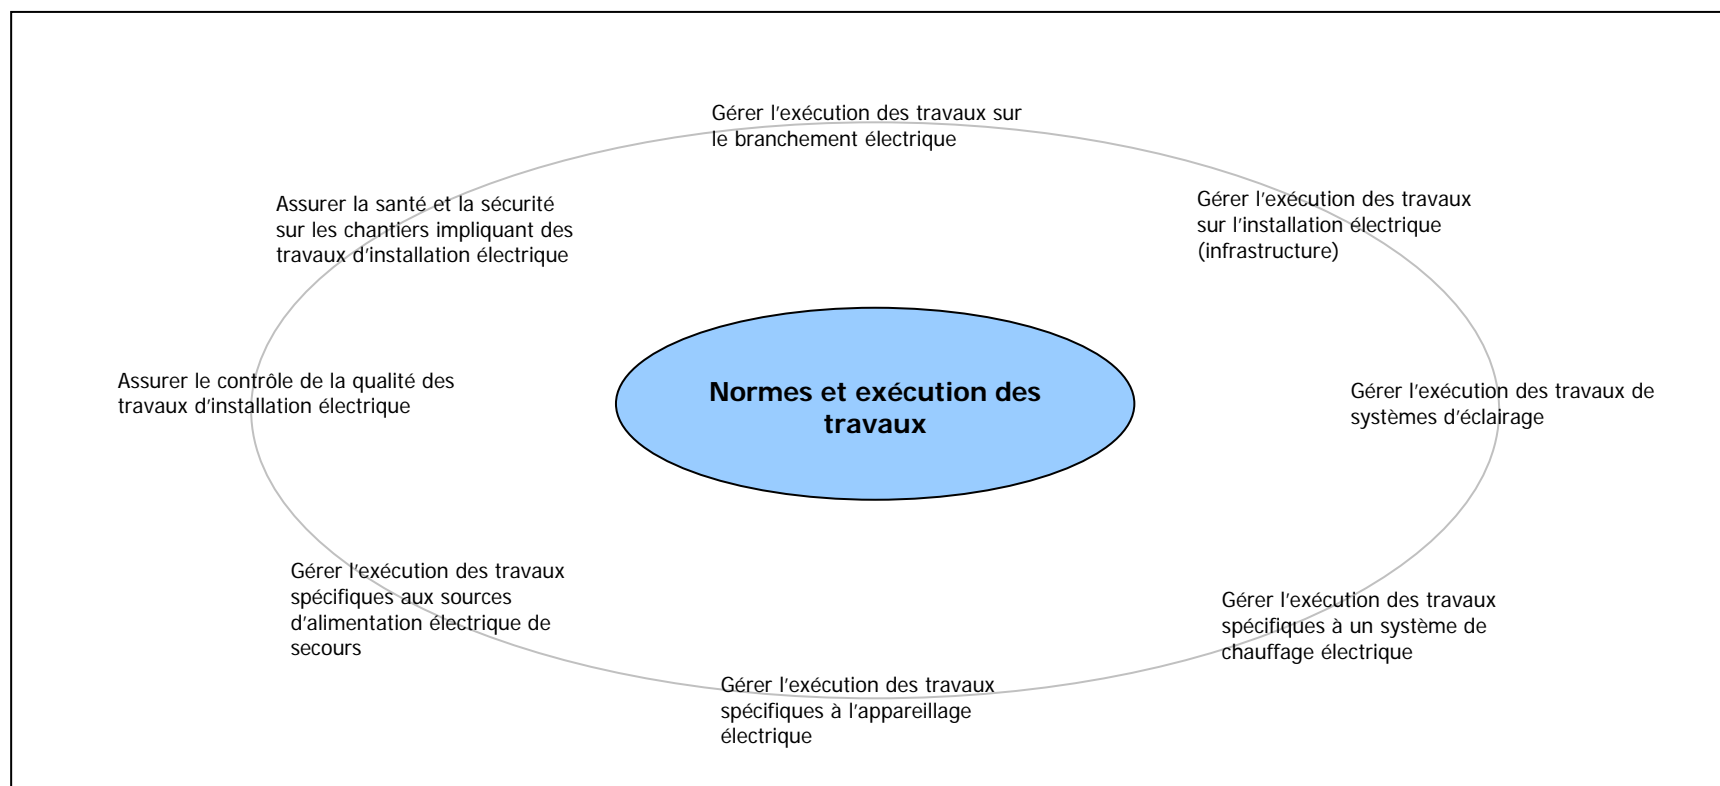 Gérer l'exécution des travaux sur
le branchement électrique
Assurer la santé et la sécurité
sur les chantiers impliquant des
travaux d'installation électrique
Gérer l'exécution des travaux
sur l'installation électrique
(infrastructure)
Assurer le contrôle de la qualité des
travaux d'installation électrique
Normes et exécution des
travaux
Gérer l'exécution des travaux de
systèmes d'éclairage
Gérer l'exécution des travaux
spécifiques aux sources
d'alimentation électrique de
secours
Gérer l'exécution des travaux
spécifiques à un système de
chauffage électrique
Gérer l'exécution des travaux
spécifiques à l'appareillage
électrique